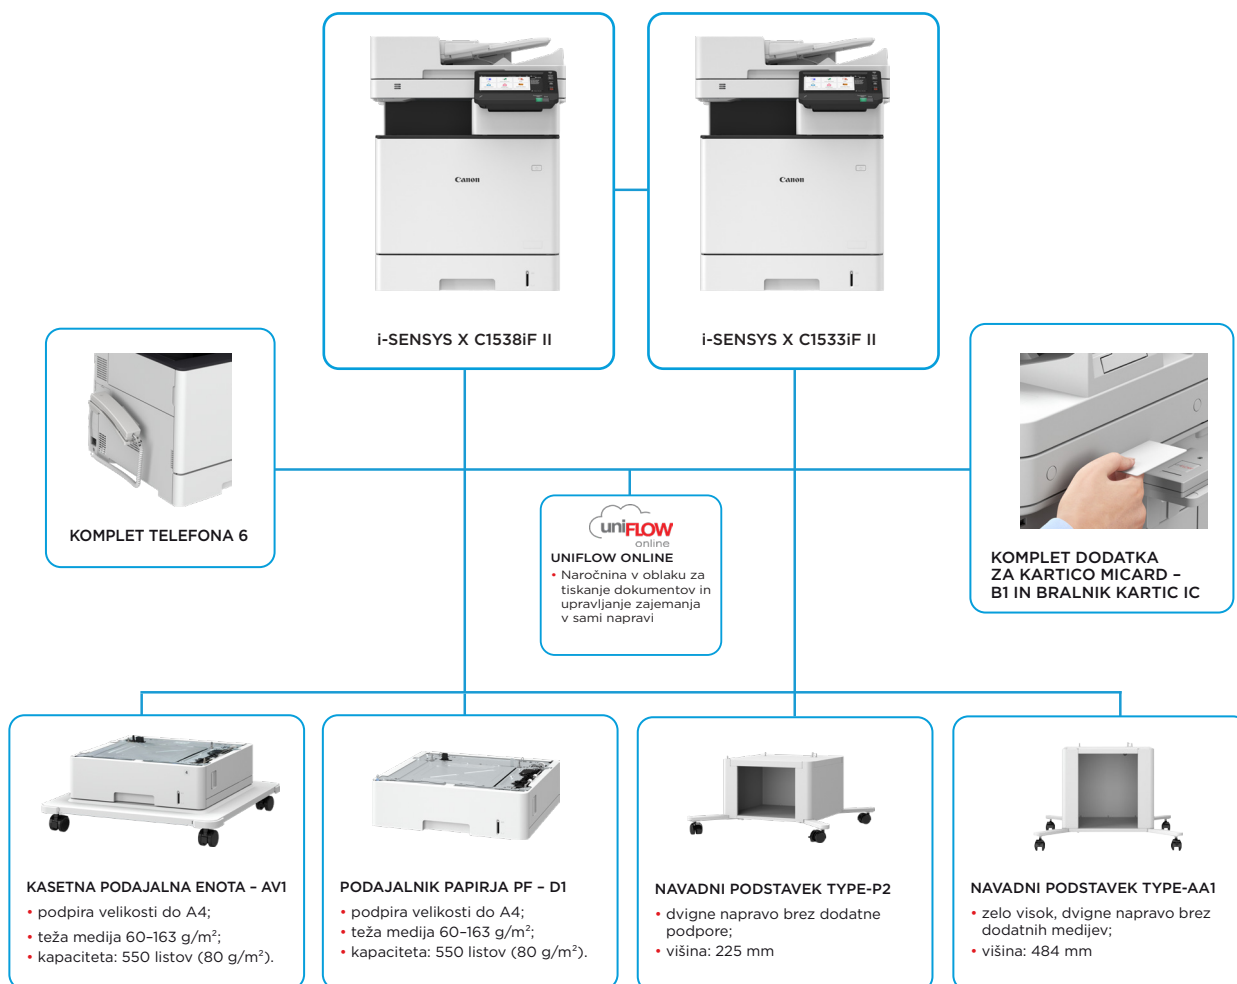 Canon
Canon
i-SENSYS X C1538iF II
i-SENSYS X C1533iF II
KOMPLET TELEFONA 6
uniFLOW
online
UNIFLOW ONLINE
• Naročnina v oblaku za
tiskanje dokumentov in
upravljanje zajemanja
v sami napravi
KOMPLET DODATKA
ZA KARTICO MICARD –
B1 IN BRALNIK KARTIC IC
KASETNA PODAJALNA ENOTA – AV1
• podpira velikosti do A4;
• teža medija 60–163 g/m²;
• kapaciteta: 550 listov (80 g/m²).
PODAJALNIK PAPIRJA PF – D1
• podpira velikosti do A4;
• teža medija 60–163 g/m²;
• kapaciteta: 550 listov (80 g/m²).
NAVADNI PODSTAVEK TYPE-P2
• dvigne napravo brez dodatne
podpore;
• višina: 225 mm
NAVADNI PODSTAVEK TYPE-AA1
• zelo visok, dvigne napravo brez
dodatnih medijev;
• višina: 484 mm